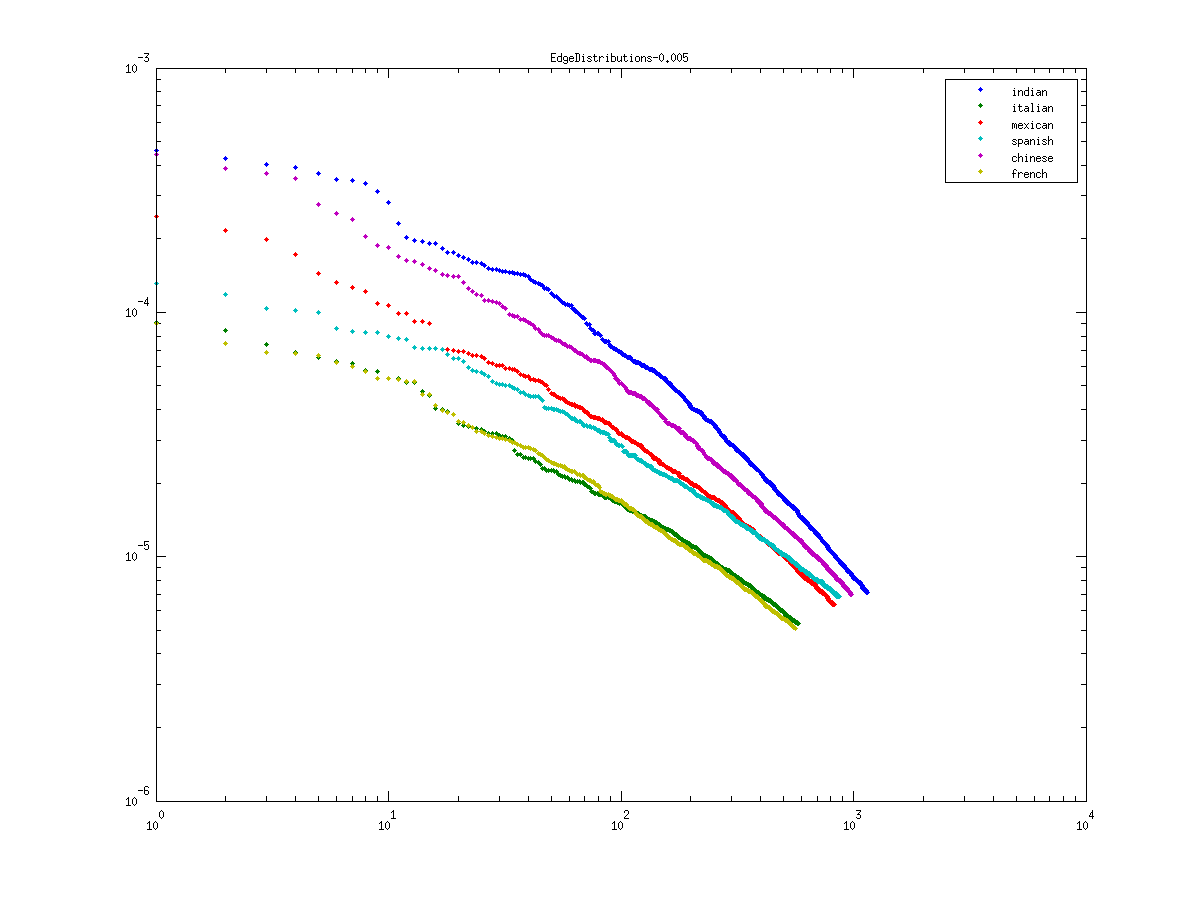 EdgeDistributions-0.005
10^-3
10^-4
10^-5
10^-6
10^0
10^1
10^2
10^3
10^4
indian
italian
mexican
spanish
chinese
french